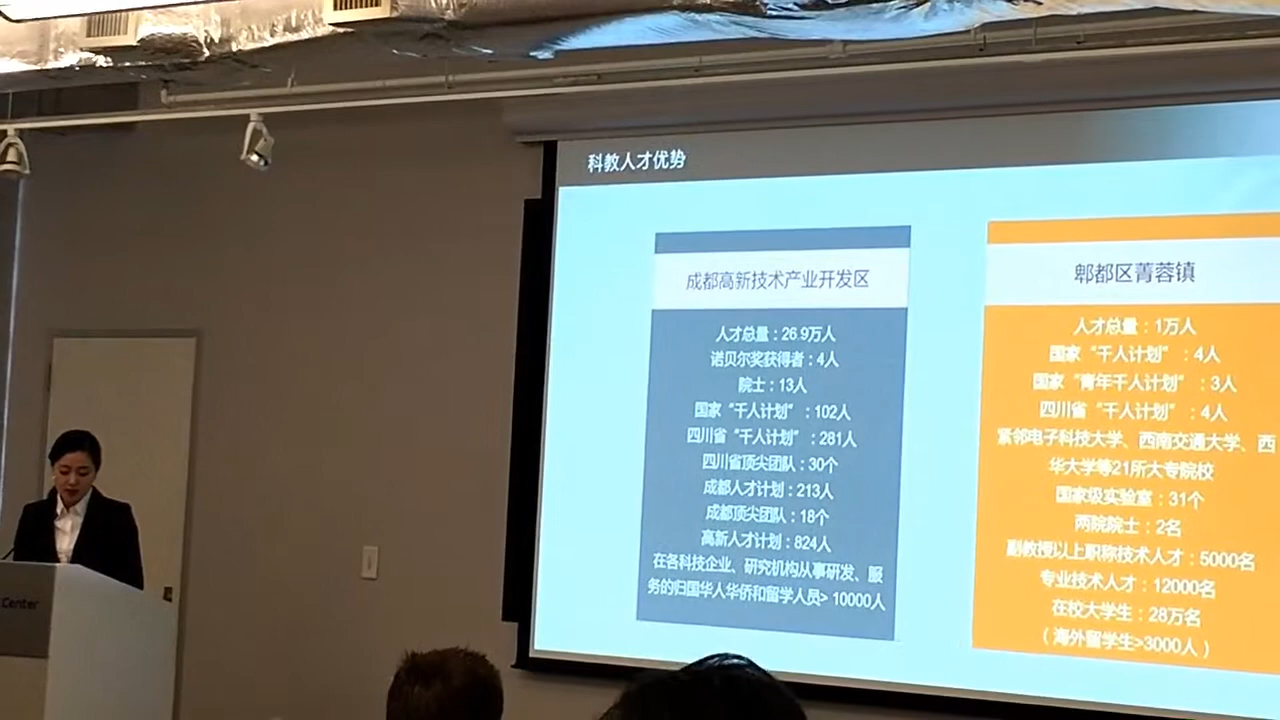 科教人才优势
成都高新技术产业开发区
人才总量：26.9万人
诺贝尔奖获得者：4人
院士：13人
国家“千人计划”：102人
四川省“千人计划”：281人
四川省顶尖团队：30个
成都人才计划：213人
成都顶尖团队：18个
高新人才计划：824人
在各科技企业、研究机构从事研发、服
务的归国华人华侨和留学人员> 10000人
郫都区菁蓉镇
人才总量：1万人
国家“千人计划”：4人
国家“青年千人计划”：3人
四川省“千人计划”：4人
紧邻电子科技大学、西南交通大学、西
华大学等21所大专院校
国家级实验室：31个
两院院士：2名
副教授以上职称技术人才：5000名
专业技术人才：12000名
在校大学生：28万名
（海外留学生>3000人）
Center